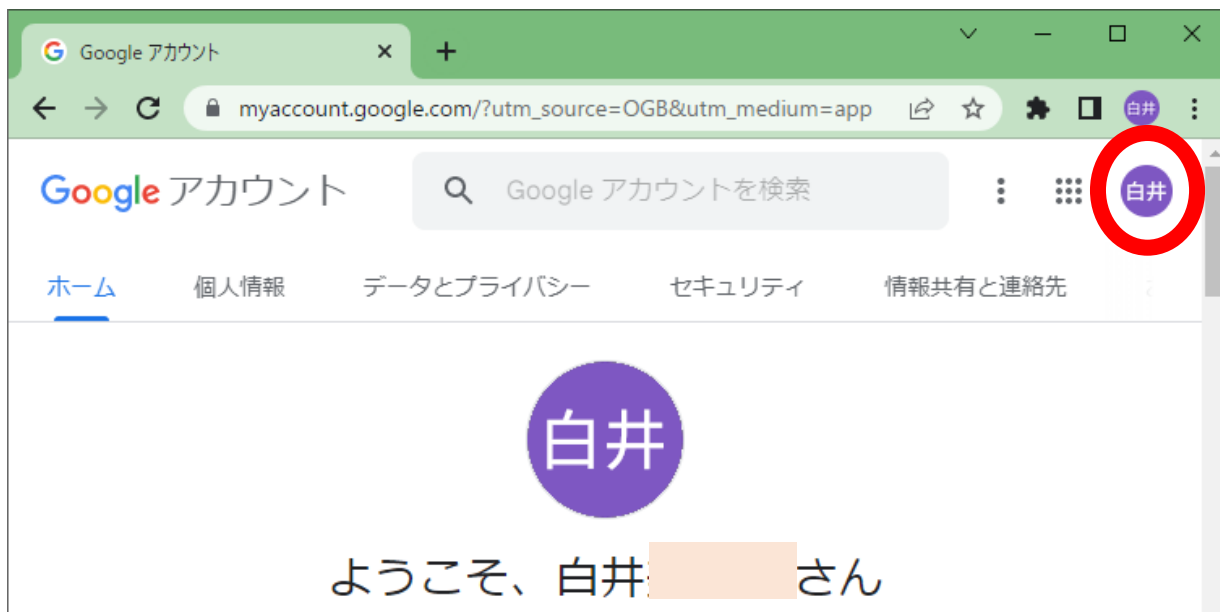 Google アカウント
myaccount.google.com/?utm_source=OGB&utm_medium=app 白井
Google アカウント Google アカウントを検索 白井
ホーム 個人情報 データとプライバシー セキュリティ 情報共有と連絡先
白井
ようこそ、白井 さん